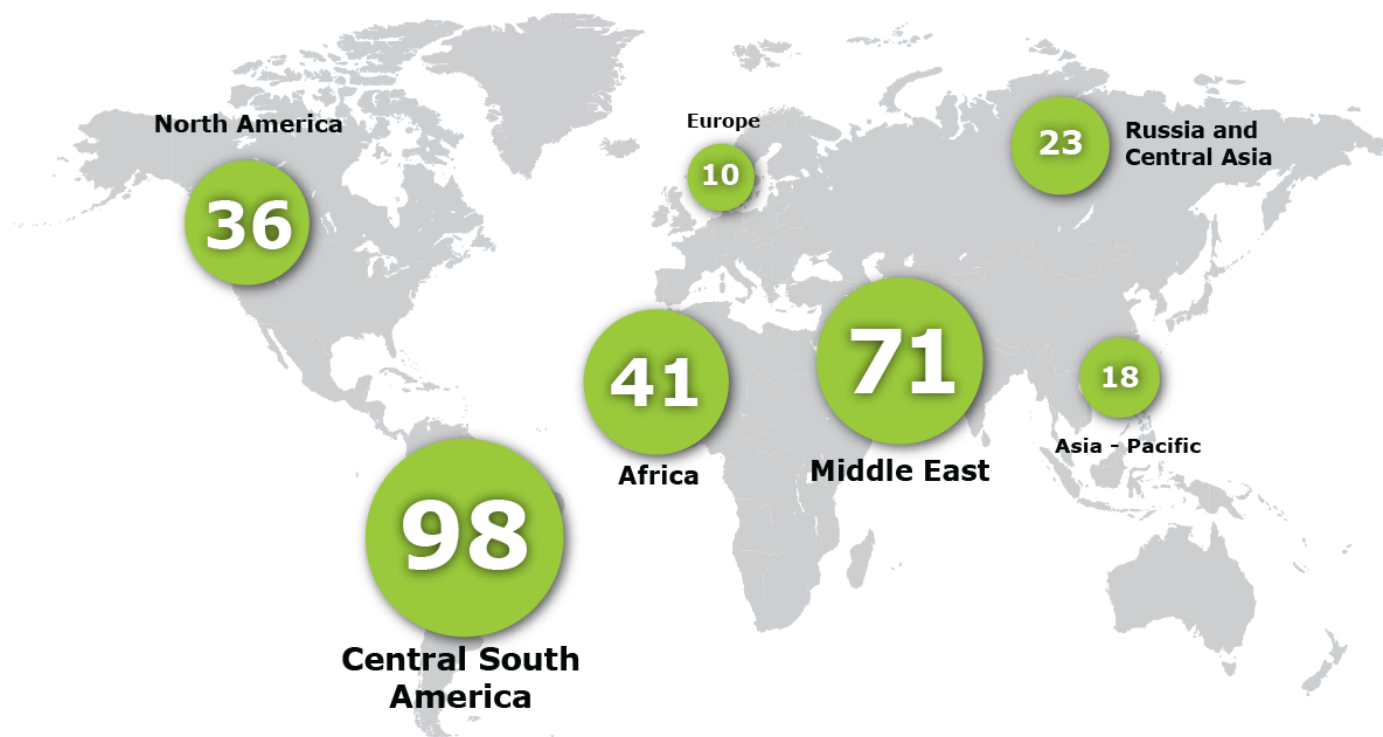 North America
36
Europe
10
23
Russia and
Central Asia
41
Africa
71
Middle East
18
Asia - Pacific
98
Central South
America